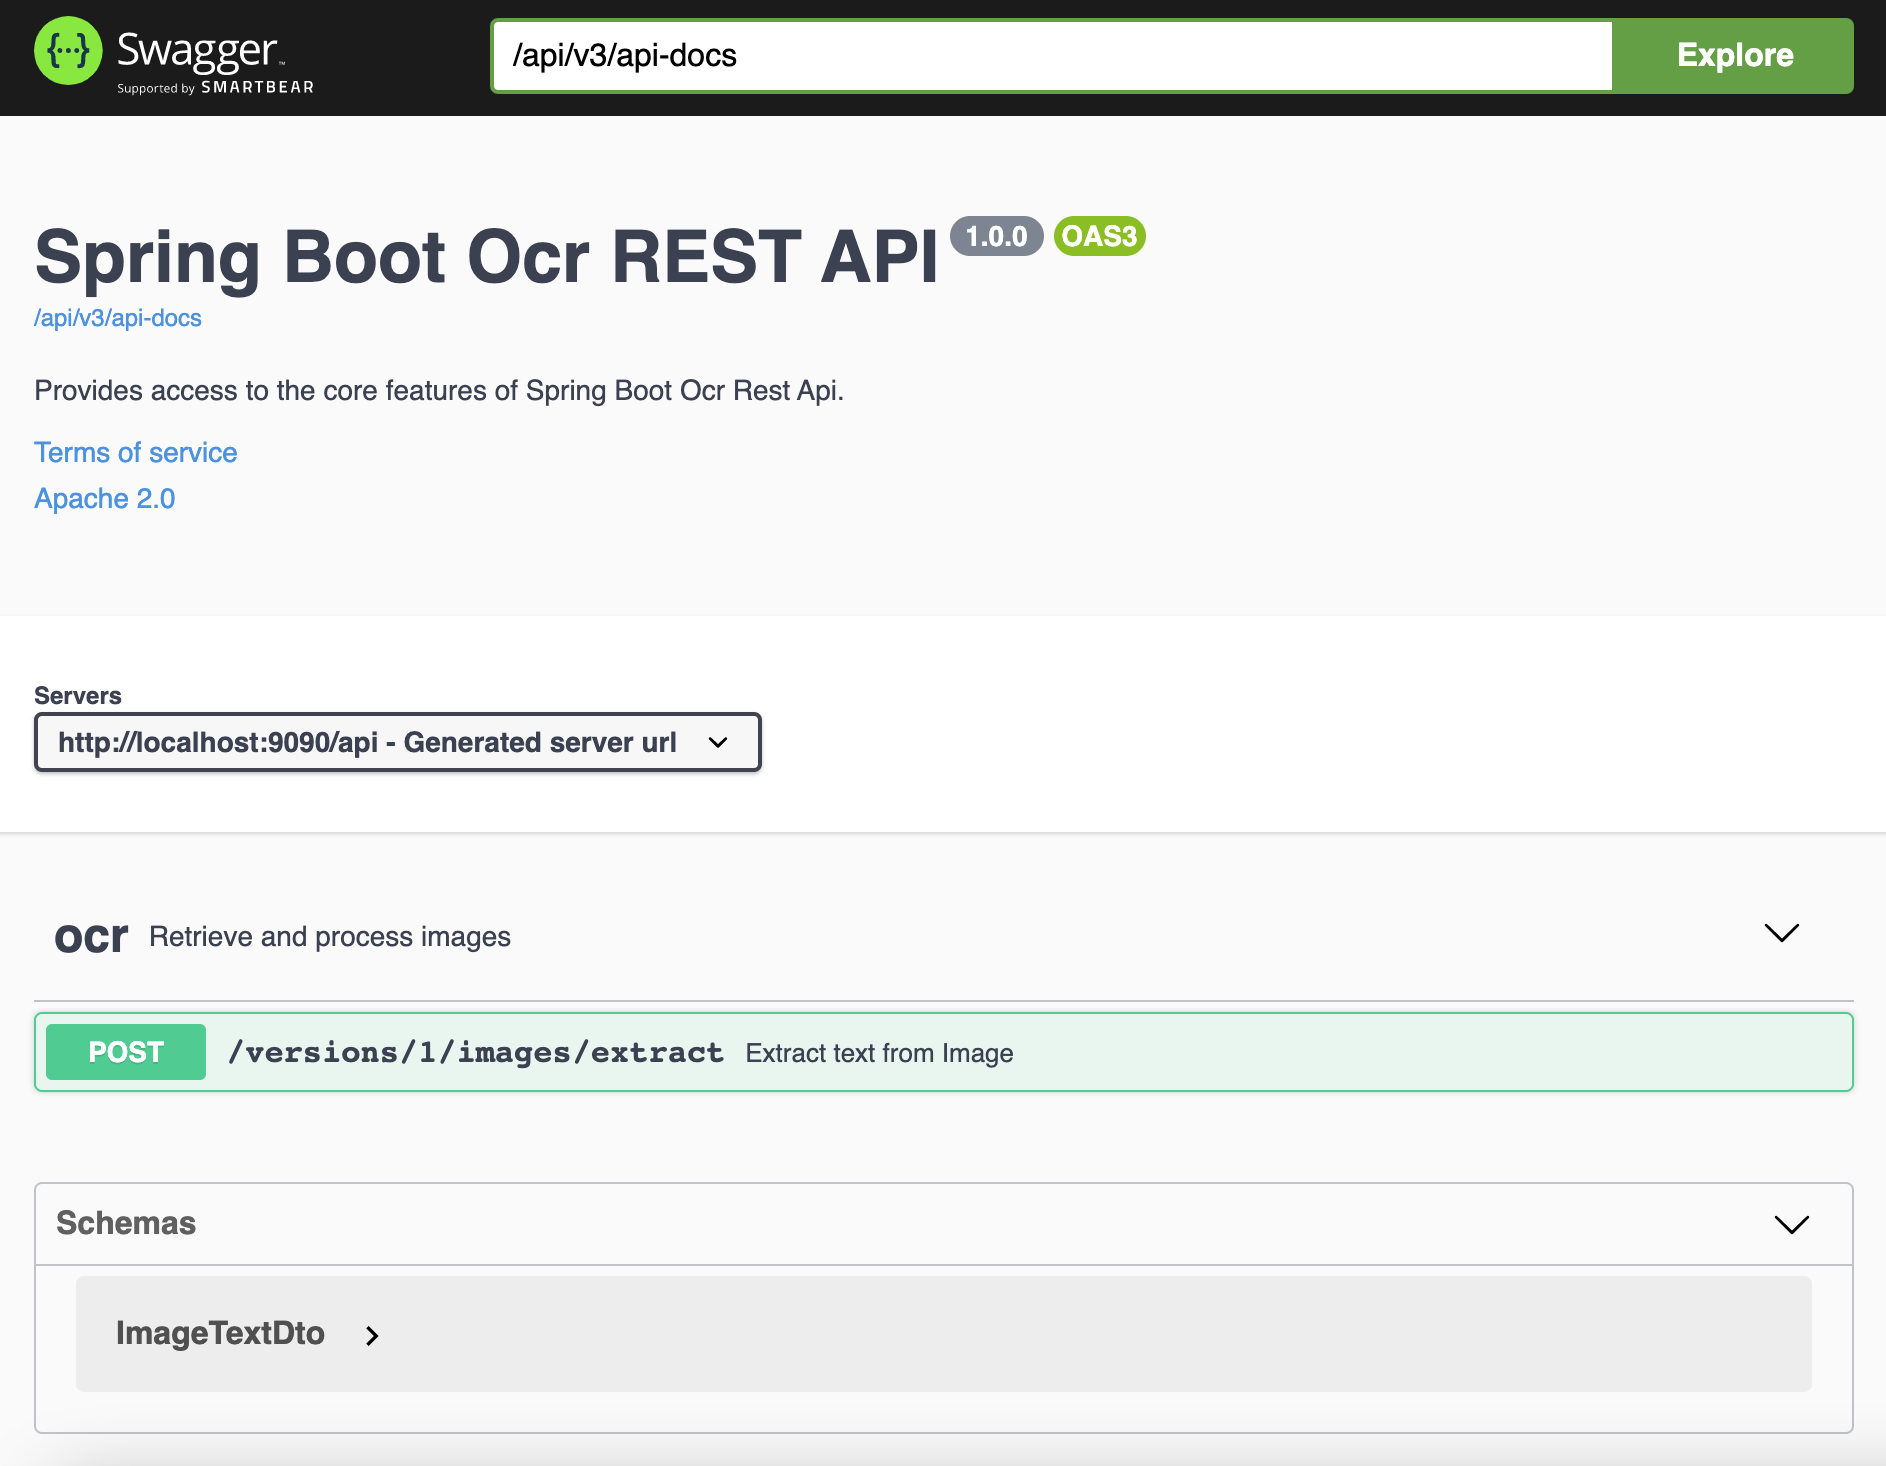 {···} Swagger™
Supported by SMARTBEAR
/api/v3/api-docs
Explore
Spring Boot Ocr REST API 1.0.0 OAS3
/api/v3/api-docs
Provides access to the core features of Spring Boot Ocr Rest Api.
Terms of service
Apache 2.0
Servers
http://localhost:9090/api - Generated server url
ocr Retrieve and process images
POST /versions/1/images/extract Extract text from Image
Schemas
ImageTextDto